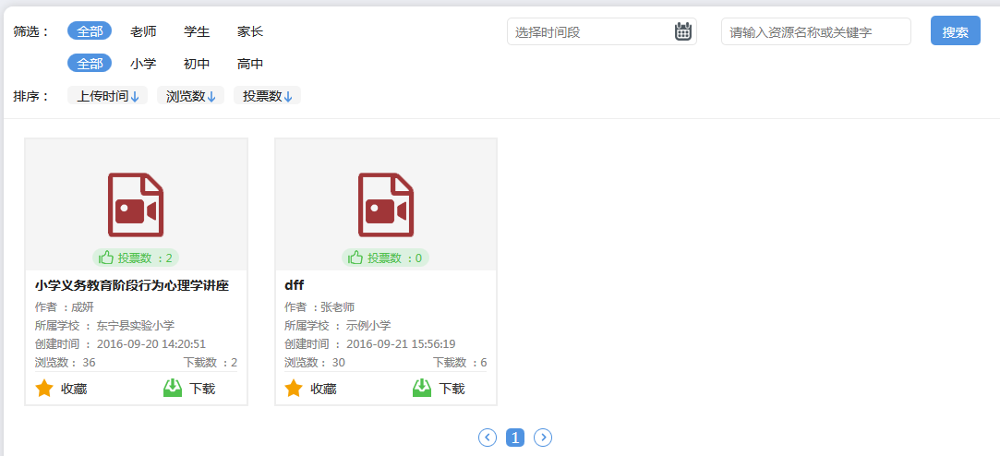 筛选： 全部 老师 学生 家长 选择时间段 请输入资源名称或关键字 搜索
全部 小学 初中 高中
排序： 上传时间↓ 浏览数↓ 投票数↓
投票数 ：2
小学义务教育阶段行为心理学讲座
作者 ：成妍
所属学校 ： 东宁县实验小学
创建时间 ： 2016-09-20 14:20:51
浏览数： 36 下载数 ：2
收藏 下载
投票数 ：0
dff
作者 ：张老师
所属学校 ： 示例小学
创建时间 ： 2016-09-21 15:56:19
浏览数： 30 下载数 ：6
收藏 下载
1